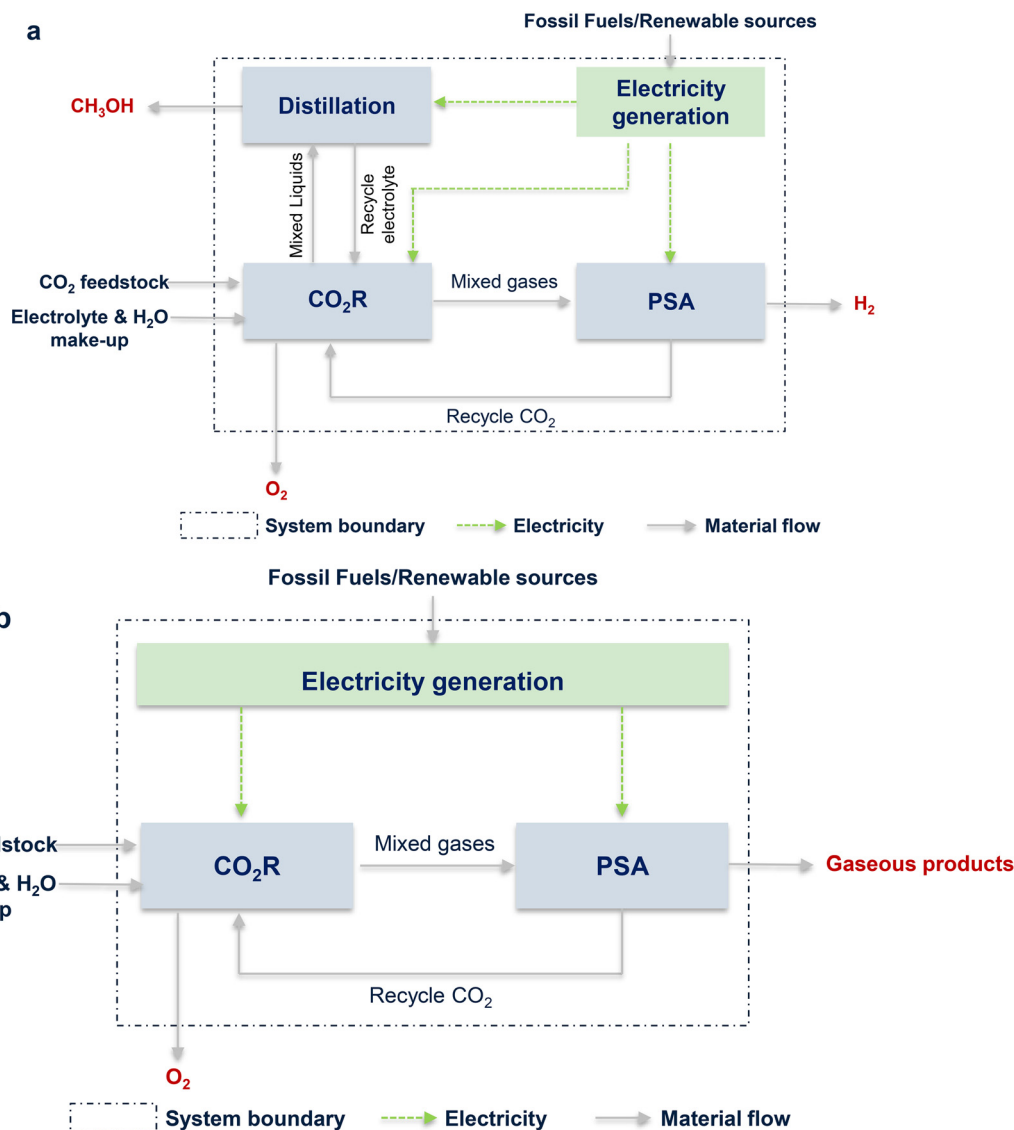 a
Fossil Fuels/Renewable sources
Electricity
generation
Distillation
CH₃OH
Mixed Liquids
Recycle
electrolyte
CO₂ feedstock
Electrolyte & H₂O
make-up
CO₂R
Mixed gases
PSA
H₂
Recycle CO₂
O₂
System boundary
Electricity
Material flow
Fossil Fuels/Renewable sources
Electricity generation
CO₂R
Mixed gases
PSA
Gaseous products
& H₂O
Recycle CO₂
O₂
System boundary
Electricity
Material flow